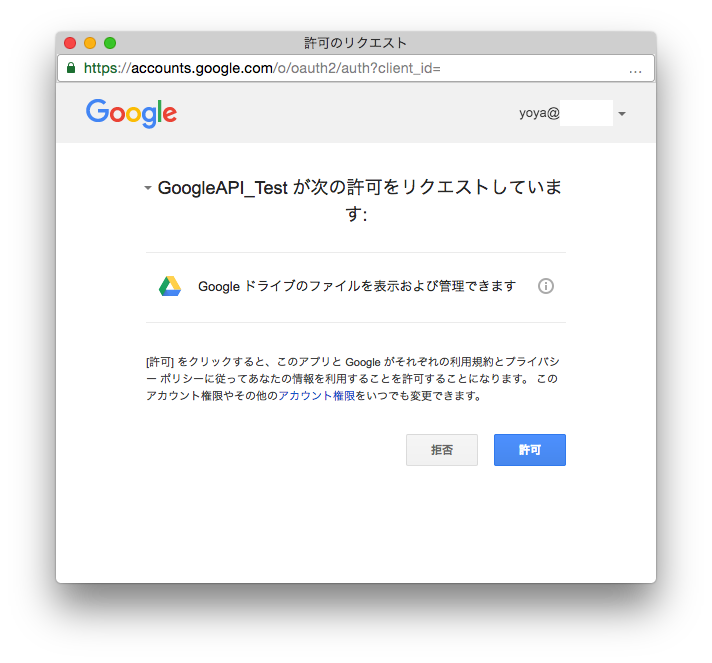 許可のリクエスト
https://accounts.google.com/o/oauth2/auth?client_id= ...
Google
yoya@
GoogleAPI_Test が次の許可をリクエストしていま
す:
Google ドライブのファイルを表示および管理できます
[許可] をクリックすると、このアプリと Google がそれぞれの利用規約とプライバシ
ー ポリシーに従ってあなたの情報を利用することを許可することになります。 この
アカウント権限やその他のアカウント権限をいつでも変更できます。
拒否
許可